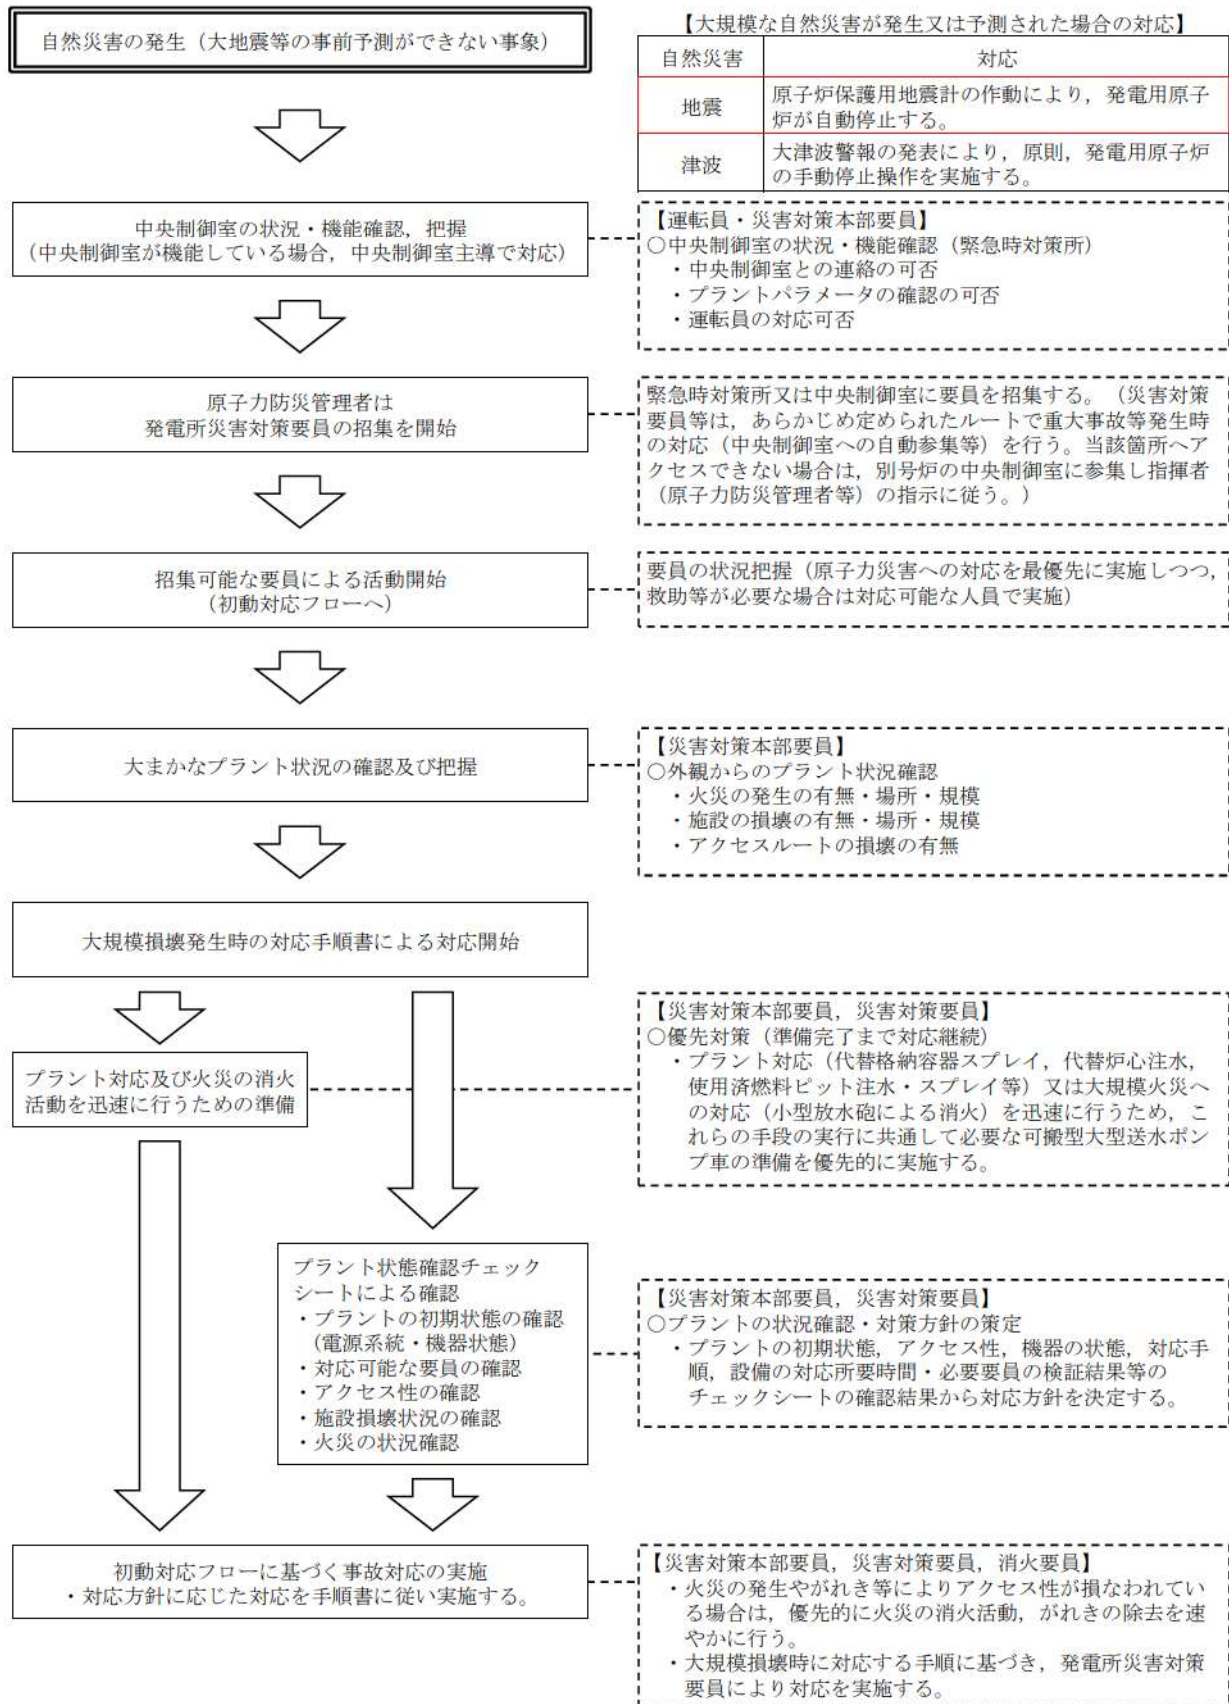 自然災害の発生（大地震等の事前予測ができない事象）
【大規模な自然災害が発生又は予測された場合の対応】
自然災害
対応
地震
原子炉保護用地震計の作動により，発電用原子
炉が自動停止する。
津波
大津波警報の発表により，原則，発電用原子炉
の手動停止操作を実施する。
中央制御室の状況・機能確認，把握
（中央制御室が機能している場合，中央制御室主導で対応）
【運転員・災害対策本部要員】
○中央制御室の状況・機能確認（緊急時対策所）
・中央制御室との連絡の可否
・プラントパラメータの確認の可否
・運転員の対応可否
原子力防災管理者は
発電所災害対策要員の招集を開始
緊急時対策所又は中央制御室に要員を招集する。（災害対策
要員等は，あらかじめ定められたルートで重大事故等発生時
の対応（中央制御室への自動参集等）を行う。当該箇所へア
クセスできない場合は，別号炉の中央制御室に参集し指揮者
（原子力防災管理者等）の指示に従う。）
招集可能な要員による活動開始
（初動対応フローへ）
要員の状況把握（原子力災害への対応を最優先に実施しつつ，
救助等が必要な場合は対応可能な人員で実施）
大まかなプラント状況の確認及び把握
【災害対策本部要員】
○外観からのプラント状況確認
・火災の発生の有無・場所・規模
・施設の損壊の有無・場所・規模
・アクセスルートの損壊の有無
大規模損壊発生時の対応手順書による対応開始
プラント対応及び火災の消火
活動を迅速に行うための準備
【災害対策本部要員，災害対策要員】
○優先対策（準備完了まで対応継続）
・プラント対応（代替格納容器スプレイ，代替炉心注水，
使用済燃料ピット注水・スプレイ等）又は大規模火災へ
の対応（小型放水砲による消火）を迅速に行うため，こ
れらの手段の実行に共通して必要な可搬型大型送水ポン
プ車の準備を優先的に実施する。
プラント状態確認チェック
シートによる確認
・プラントの初期状態の確認
（電源系統・機器状態）
・対応可能な要員の確認
・アクセス性の確認
・施設損壊状況の確認
・火災の状況確認
【災害対策本部要員，災害対策要員】
○プラントの状況確認・対策方針の策定
・プラントの初期状態，アクセス性，機器の状態，対応手
順，設備の対応所要時間・必要要員の検証結果等の
チェックシートの確認結果から対応方針を決定する。
初動対応フローに基づく事故対応の実施
・対応方針に応じた対応を手順書に従い実施する。
【災害対策本部要員，災害対策要員，消火要員】
・火災の発生やがれき等によりアクセス性が損なわれてい
る場合は，優先的に火災の消火活動，がれきの除去を速
やかに行う。
・大規模損壊時に対応する手順に基づき，発電所災害対策
要員により対応を実施する。